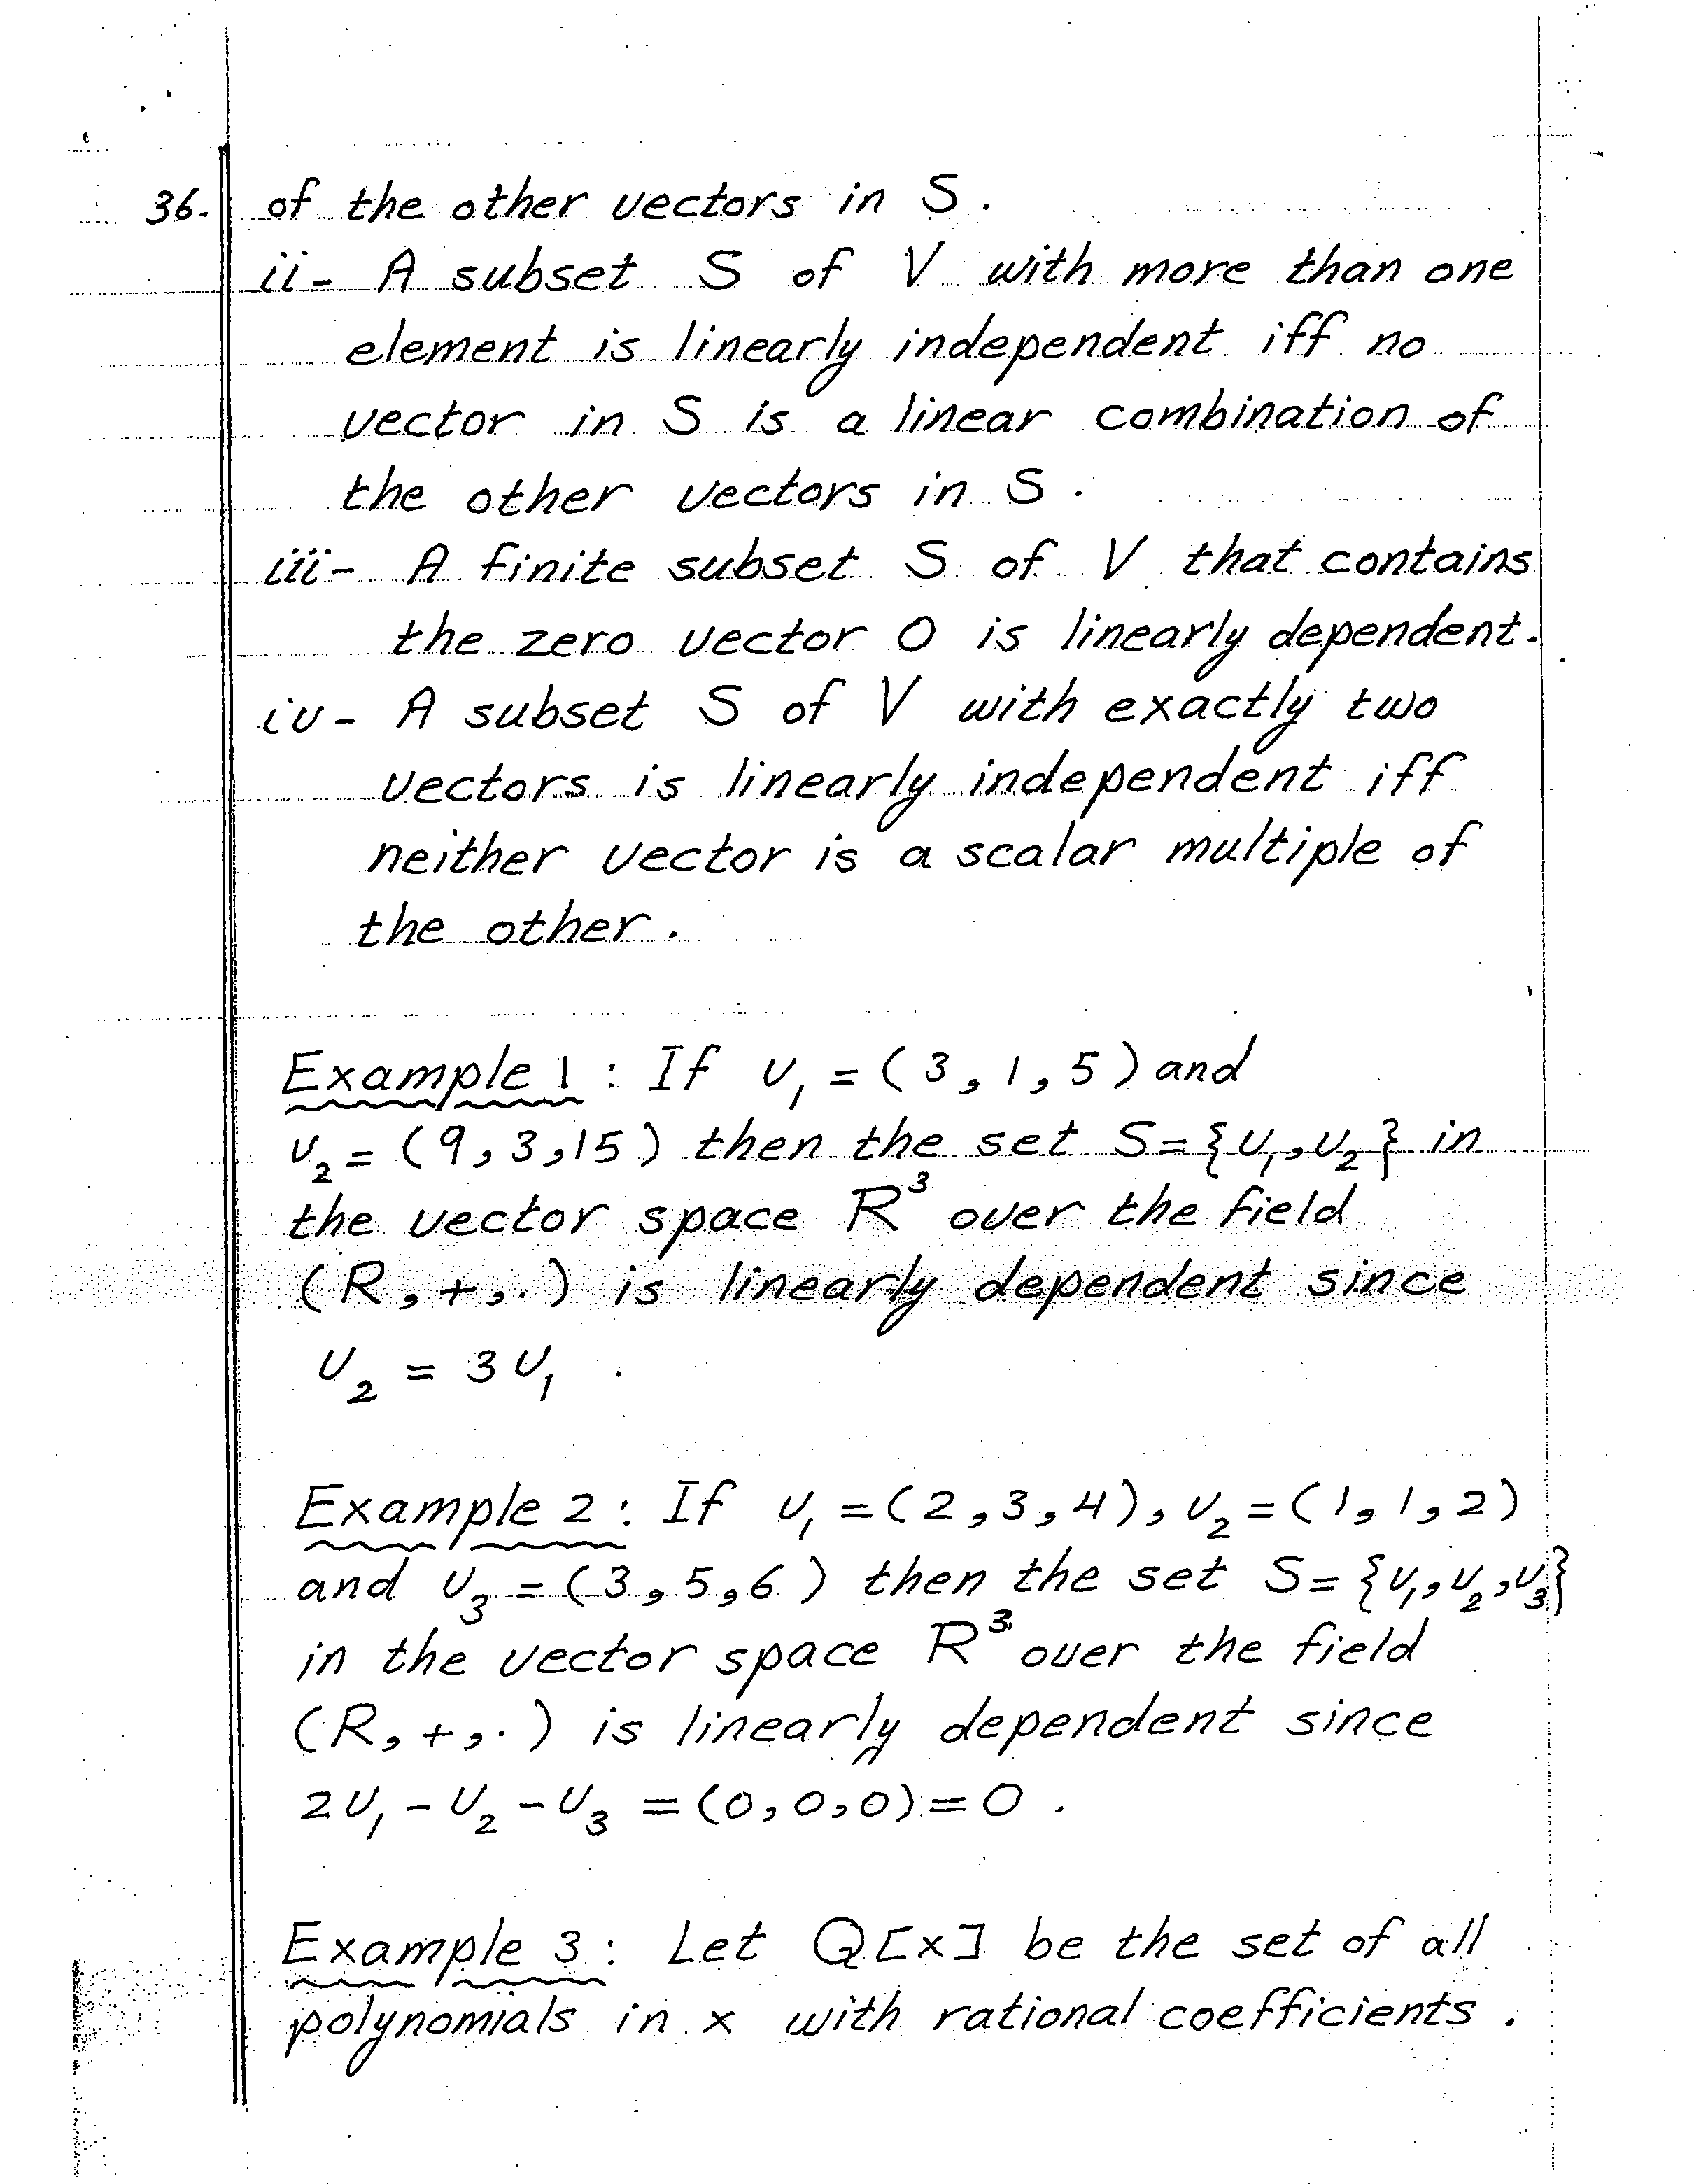 36. of the other vectors in S.
ii- A subset S of V with more than one
element is linearly independent iff no
vector in S is a linear combination of
the other vectors in S.
iii- A finite subset S of V that contains
the zero vector O is linearly dependent.
iv- A subset S of V with exactly two
vectors is linearly independent iff
neither vector is a scalar multiple of
the other.
Example 1: If v₁ = (3, 1, 5) and
v₂ = (9, 3, 15) then the set S = {v₁, v₂} in
the vector space R³ over the field
(R, +, .) is linearly dependent since
v₂ = 3v₁.
Example 2: If v₁ = (2, 3, 4), v₂ = (1, 1, 2)
and v₃ = (3, 5, 6) then the set S = {v₁, v₂, v₃}
in the vector space R³ over the field
(R, +, .) is linearly dependent since
2v₁ - v₂ - v₃ = (0, 0, 0) = O.
Example 3: Let Q[x] be the set of all
polynomials in x with rational coefficients.